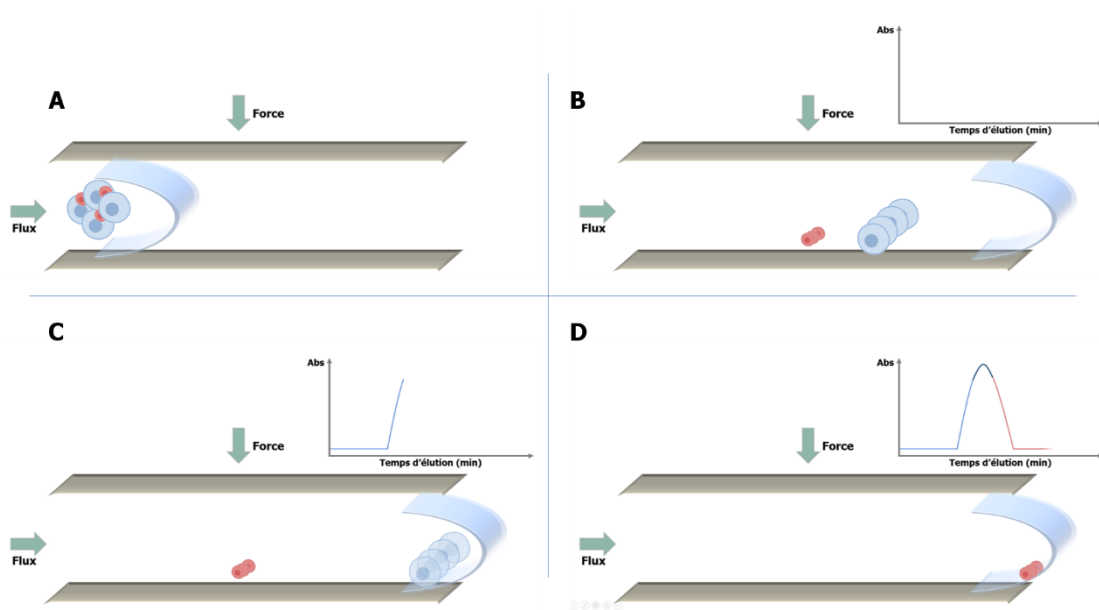 A
Force
Flux
B
Abs
Temps d'élution (min)
Force
Flux
C
Abs
Temps d'élution (min)
Force
Flux
D
Abs
Temps d'élution (min)
Force
Flux